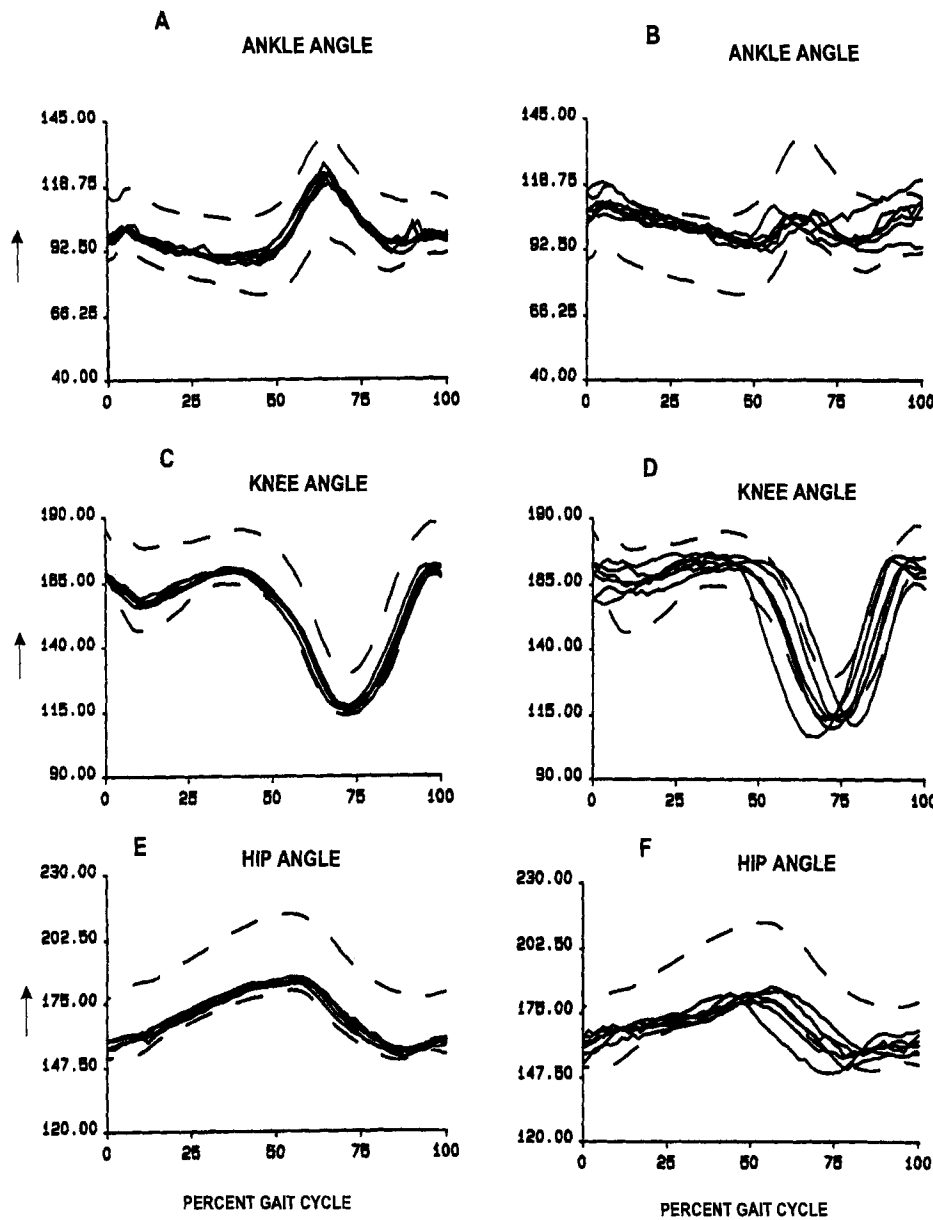 A
ANKLE ANGLE
145.00
118.75
92.50
66.25
40.00
0 25 50 75 100
B
ANKLE ANGLE
145.00
118.75
92.50
66.25
40.00
0 25 50 75 100
C
KNEE ANGLE
190.00
165.00
140.00
115.00
90.00
0 25 50 75 100
D
KNEE ANGLE
190.00
165.00
140.00
115.00
90.00
0 25 50 75 100
E
HIP ANGLE
230.00
202.50
175.00
147.50
120.00
0 25 50 75 100
PERCENT GAIT CYCLE
F
HIP ANGLE
230.00
202.50
175.00
147.50
120.00
0 25 50 75 100
PERCENT GAIT CYCLE